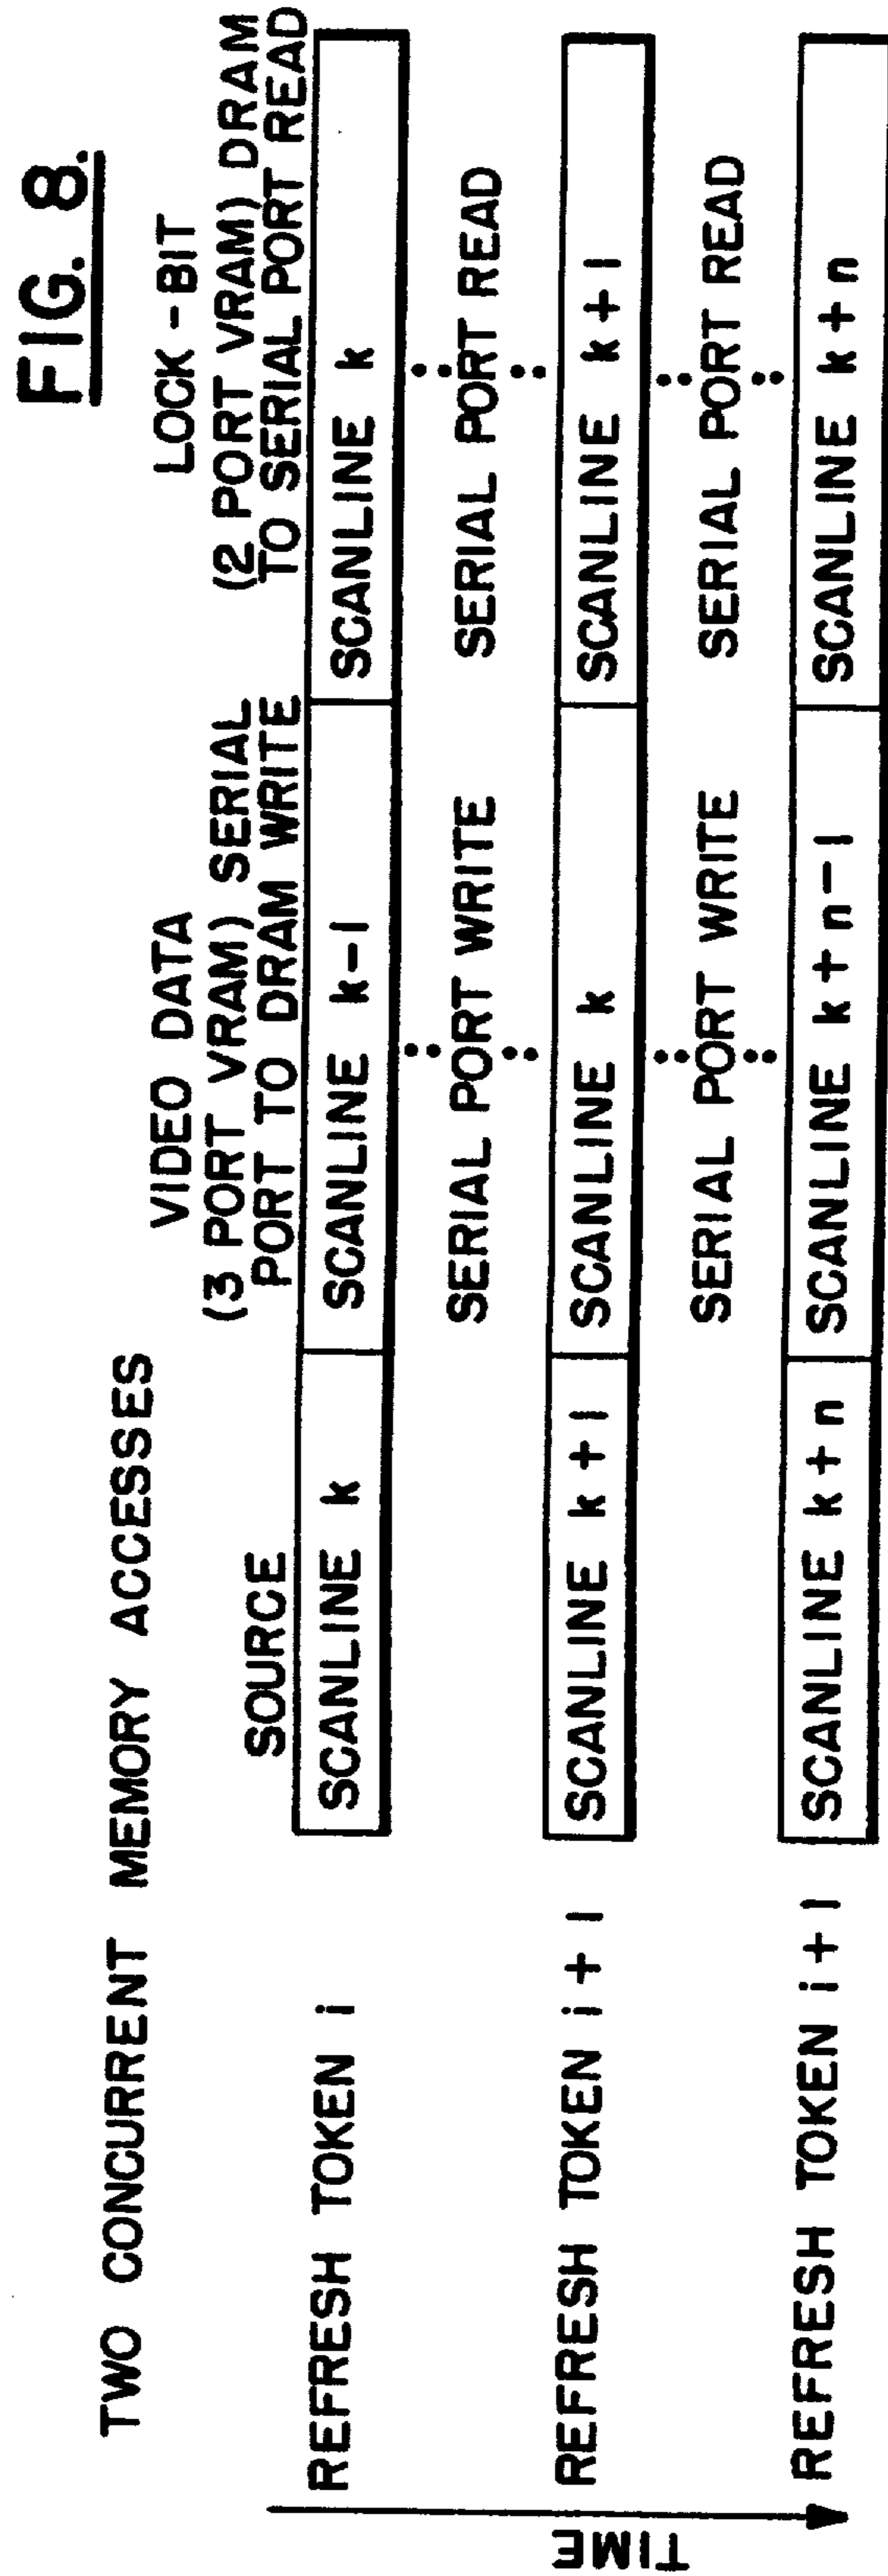 FIG. 8.
TWO CONCURRENT MEMORY ACCESSES
VIDEO DATA
LOCK-BIT
(3 PORT VRAM) SERIAL
(2 PORT VRAM) DRAM
SOURCE
PORT TO DRAM WRITE
TO SERIAL PORT READ
REFRESH TOKEN i
SCANLINE k
SCANLINE k-1
SCANLINE k
SERIAL PORT WRITE
SERIAL PORT READ
REFRESH TOKEN i+1
SCANLINE k+1
SCANLINE k
SCANLINE k+1
SERIAL PORT WRITE
SERIAL PORT READ
REFRESH TOKEN i+1
SCANLINE k+n
SCANLINE k+n-1
SCANLINE k+n
TIME